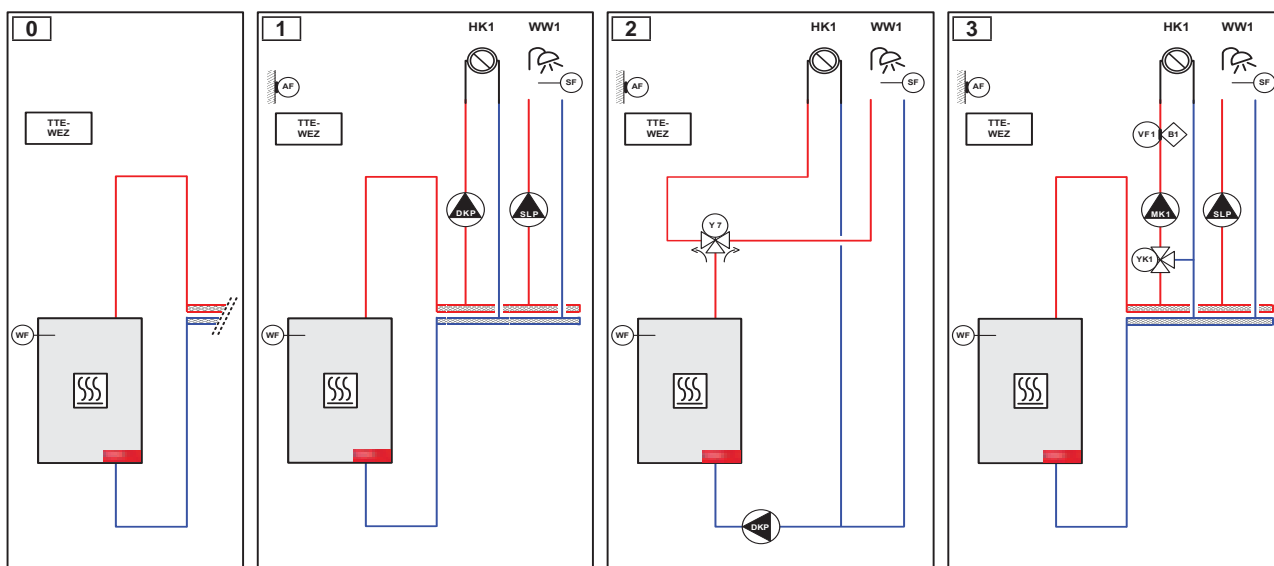 0
TTE-
WEZ
WF
1
HK1 WW1
AF
SF
TTE-
WEZ
DKP
SLP
WF
2
HK1 WW1
AF
SF
TTE-
WEZ
Y 7
WF
DKP
3
HK1 WW1
AF
SF
TTE-
WEZ
VF1 B1
MK1 SLP
YK1
WF